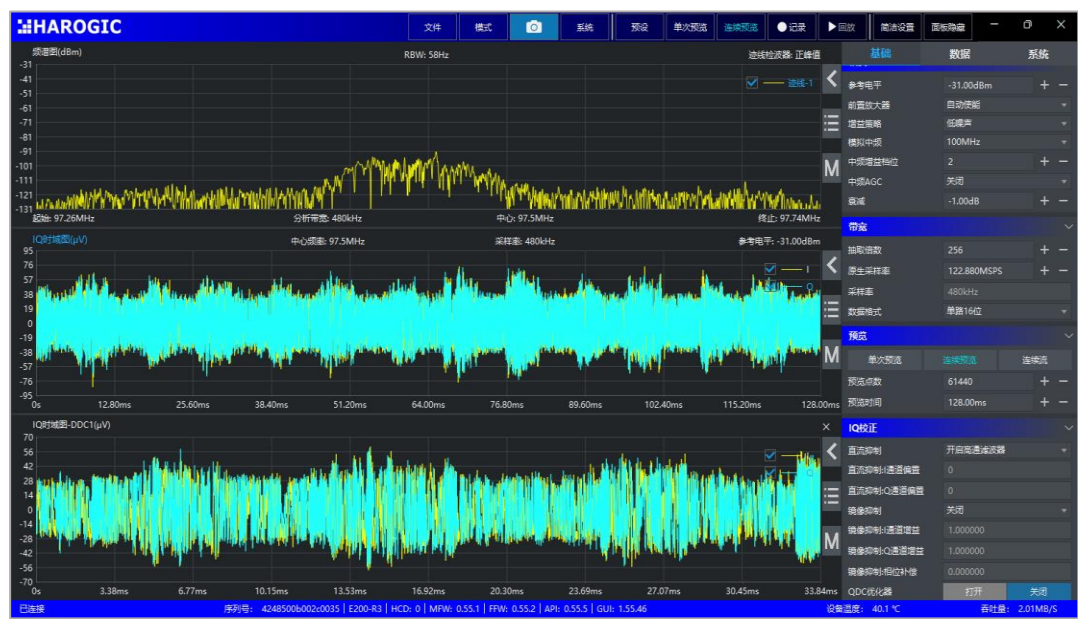 HAROGIC 文件 模式 系统 预设 单次预览 连续预览 记录 回放 简洁设置 面板隐藏
频谱图(dBm) RBW: 58Hz 迹线检波器: 正峰值
迹线-1
-31
-41
-51
-61
-71
-81
-91
-101
-111
-121
-131
M
起始: 97.26MHz 分析带宽: 480kHz 中心: 97.5MHz 终止: 97.74MHz
IQ时域图(μV) 中心频率: 97.5MHz 采样率: 480kHz 参考电平: -31.00dBm
I
Q
95
76
57
38
19
0
-19
-38
-57
-76
-95
M
0s 12.80ms 25.60ms 38.40ms 51.20ms 64.00ms 76.80ms 89.60ms 102.40ms 115.20ms 128.00ms
IQ时域图-DDC1(μV)
70
56
42
28
14
0
-14
-28
-42
-56
-70
M
0s 3.38ms 6.77ms 10.15ms 13.53ms 16.92ms 20.30ms 23.69ms 27.07ms 30.45ms 33.84ms
基础 数据 系统
参考电平 -31.00dBm
前置放大器 自动使能
增益策略 低噪声
模拟中频 100MHz
中频增益档位 2
中频AGC 关闭
衰减 -1.00dB
带宽
抽取倍数 256
原生采样率 122.880MSPS
采样率 480kHz
数据格式 单路16位
预览
单次预览 连续预览 连续流
预览点数 61440
预览时间 128.00ms
IQ校正
直流抑制 开启高通滤波器
直流抑制:I通道偏置 0
直流抑制:Q通道偏置 0
镜像抑制 关闭
镜像抑制:I通道增益 1.000000
镜像抑制:Q通道增益 1.000000
镜像抑制:相位补偿 0.000000
QDC优化器 打开 关闭
已连接 序列号: 4248500b002c0035 | E200-R3 | HCD: 0 | MFW: 0.55.1 | FFW: 0.55.2 | API: 0.55.5 | GUI: 1.55.46 设备温度: 40.1 ℃ 吞吐量: 2.01MB/S